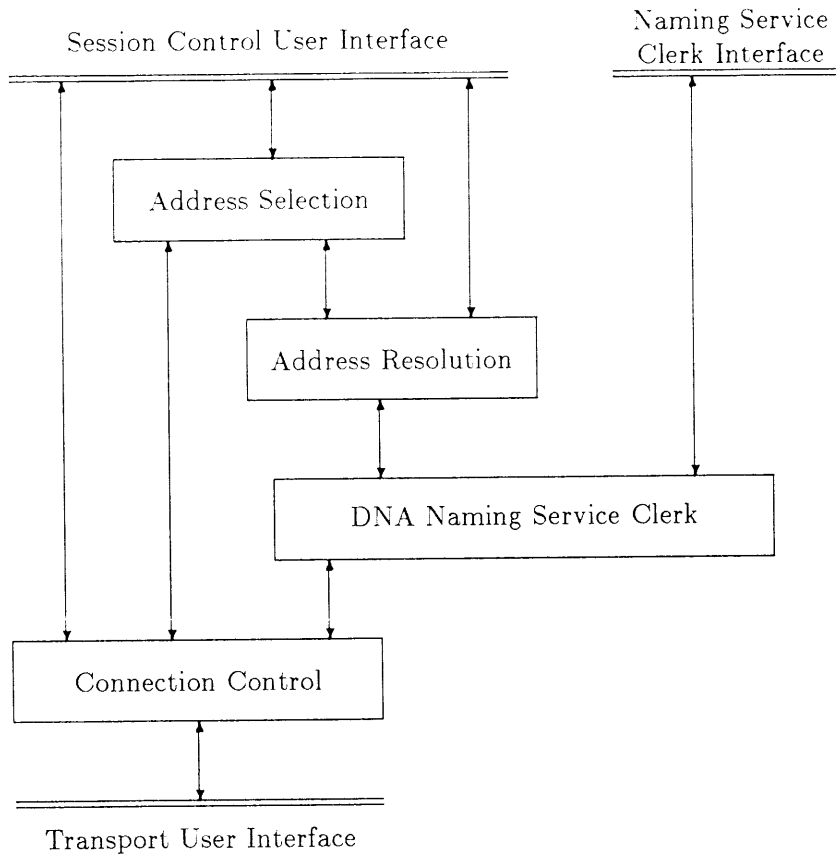 Session Control User Interface
Naming Service
Clerk Interface
Address Selection
Address Resolution
DNA Naming Service Clerk
Connection Control
Transport User Interface